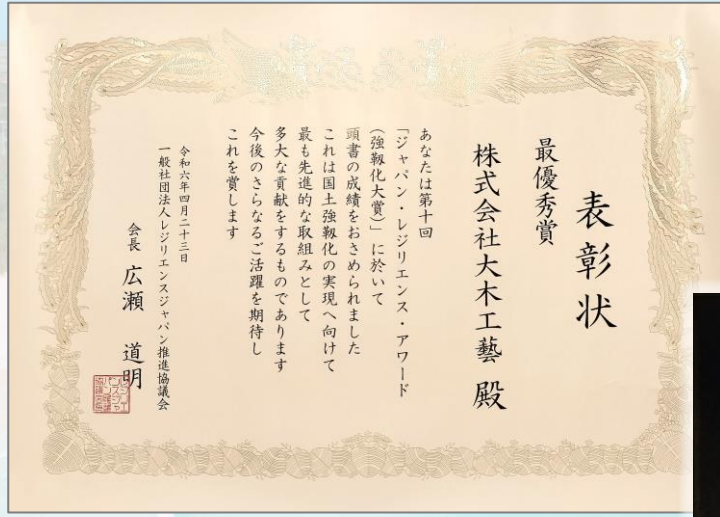 表彰状
最優秀賞
株式会社大木工藝 殿
あなたは第十回
「ジャパン・レジリエンス・アワード
(強靱化大賞)」に於いて
頭書の成績をおさめられました
これは国土強靱化の実現へ向けて
最も先進的な取組みとして
多大な貢献をするものであります
今後のさらなるご活躍を期待し
これを賞します
令和六年四月二十三日
一般社団法人レジリエンスジャパン推進協議会
会長 広瀬 道明